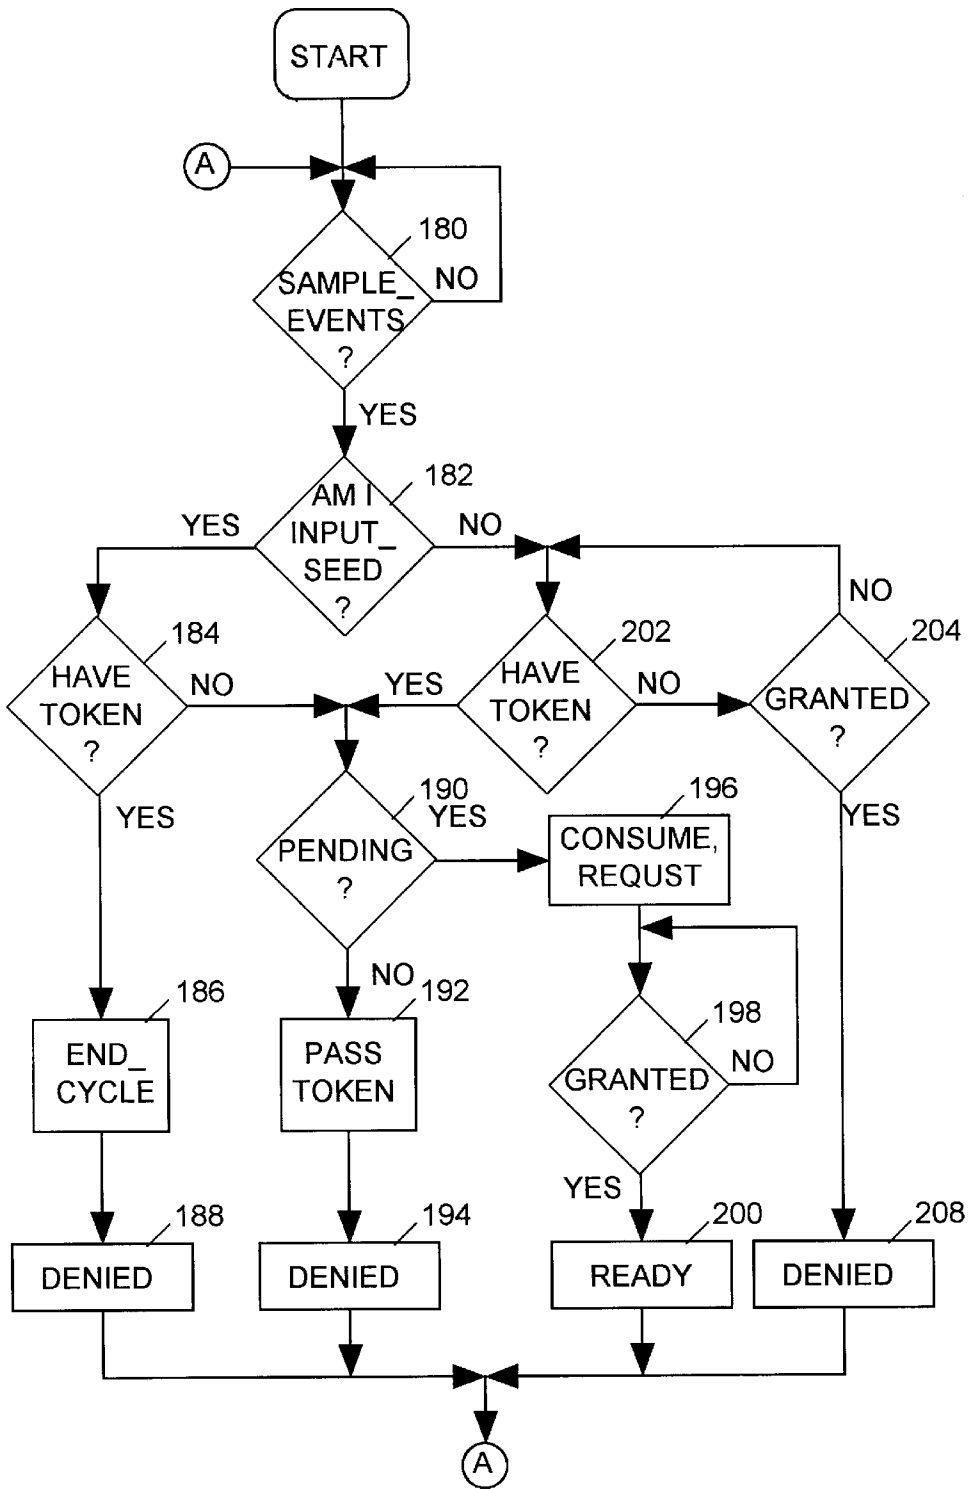 START
A
180
SAMPLE_
EVENTS
?
NO
YES
182
AM I
INPUT_
SEED
?
YES
NO
NO
184
HAVE
TOKEN
?
NO
YES
202
HAVE
TOKEN
?
YES
NO
204
GRANTED
?
YES
190
PENDING
?
YES
NO
196
CONSUME,
REQUST
186
END_
CYCLE
192
PASS
TOKEN
198
GRANTED
?
NO
YES
188
DENIED
194
DENIED
200
READY
208
DENIED
A